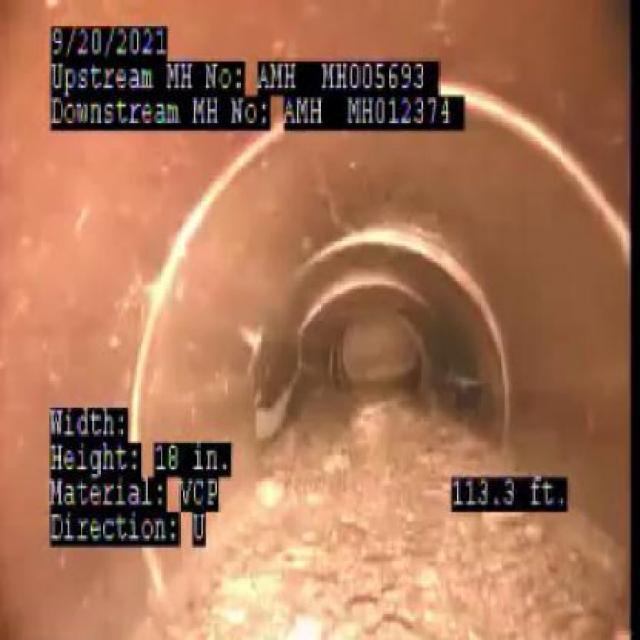 9/20/2021
Upstream MH No: AMH MH005693
Downstream MH No: AMH MH012374
Width:
Height: 18 in.
Material: VCP
113.3 ft.
Direction: U